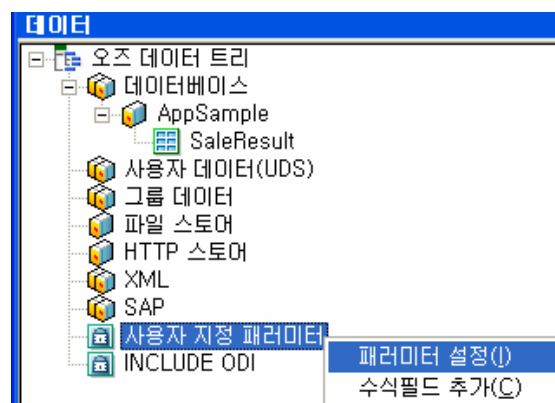 데이터
오즈 데이터 트리
데이터베이스
AppSample
SaleResult
사용자 데이터(UDS)
그룹 데이터
파일 스토어
HTTP 스토어
XML
SAP
사용자 지정 패러미터
패러미터 설정(I)
INCLUDE ODI
수식필드 추가(C)